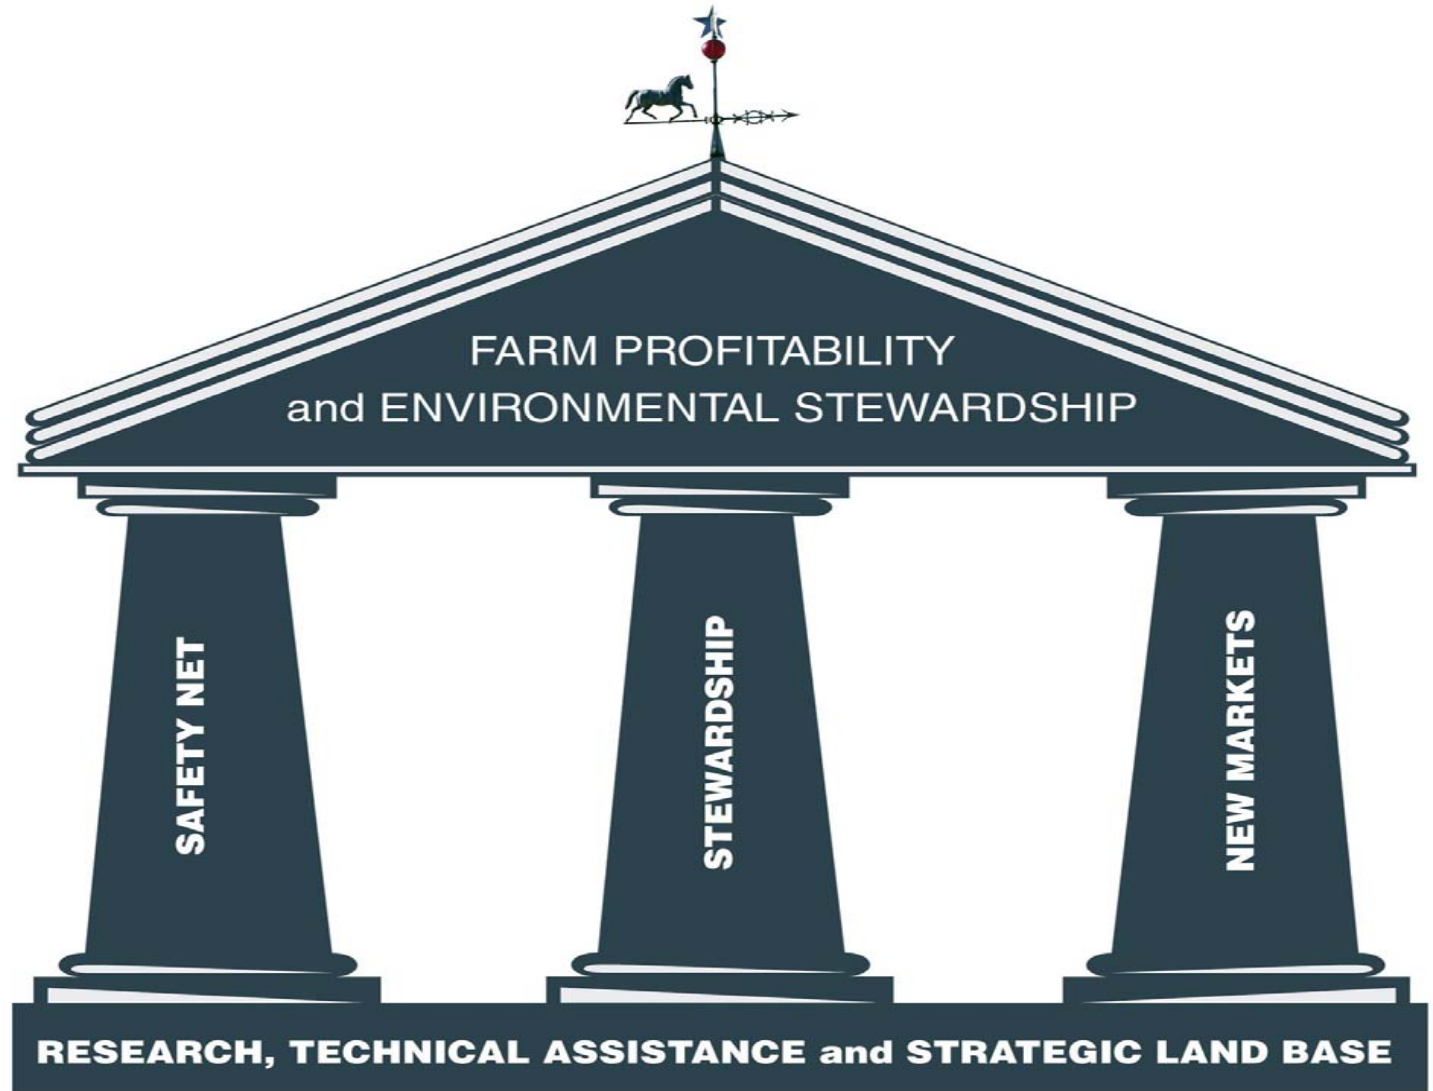 FARM PROFITABILITY
and ENVIRONMENTAL STEWARDSHIP
SAFETY NET
STEWARDSHIP
NEW MARKETS
RESEARCH, TECHNICAL ASSISTANCE and STRATEGIC LAND BASE